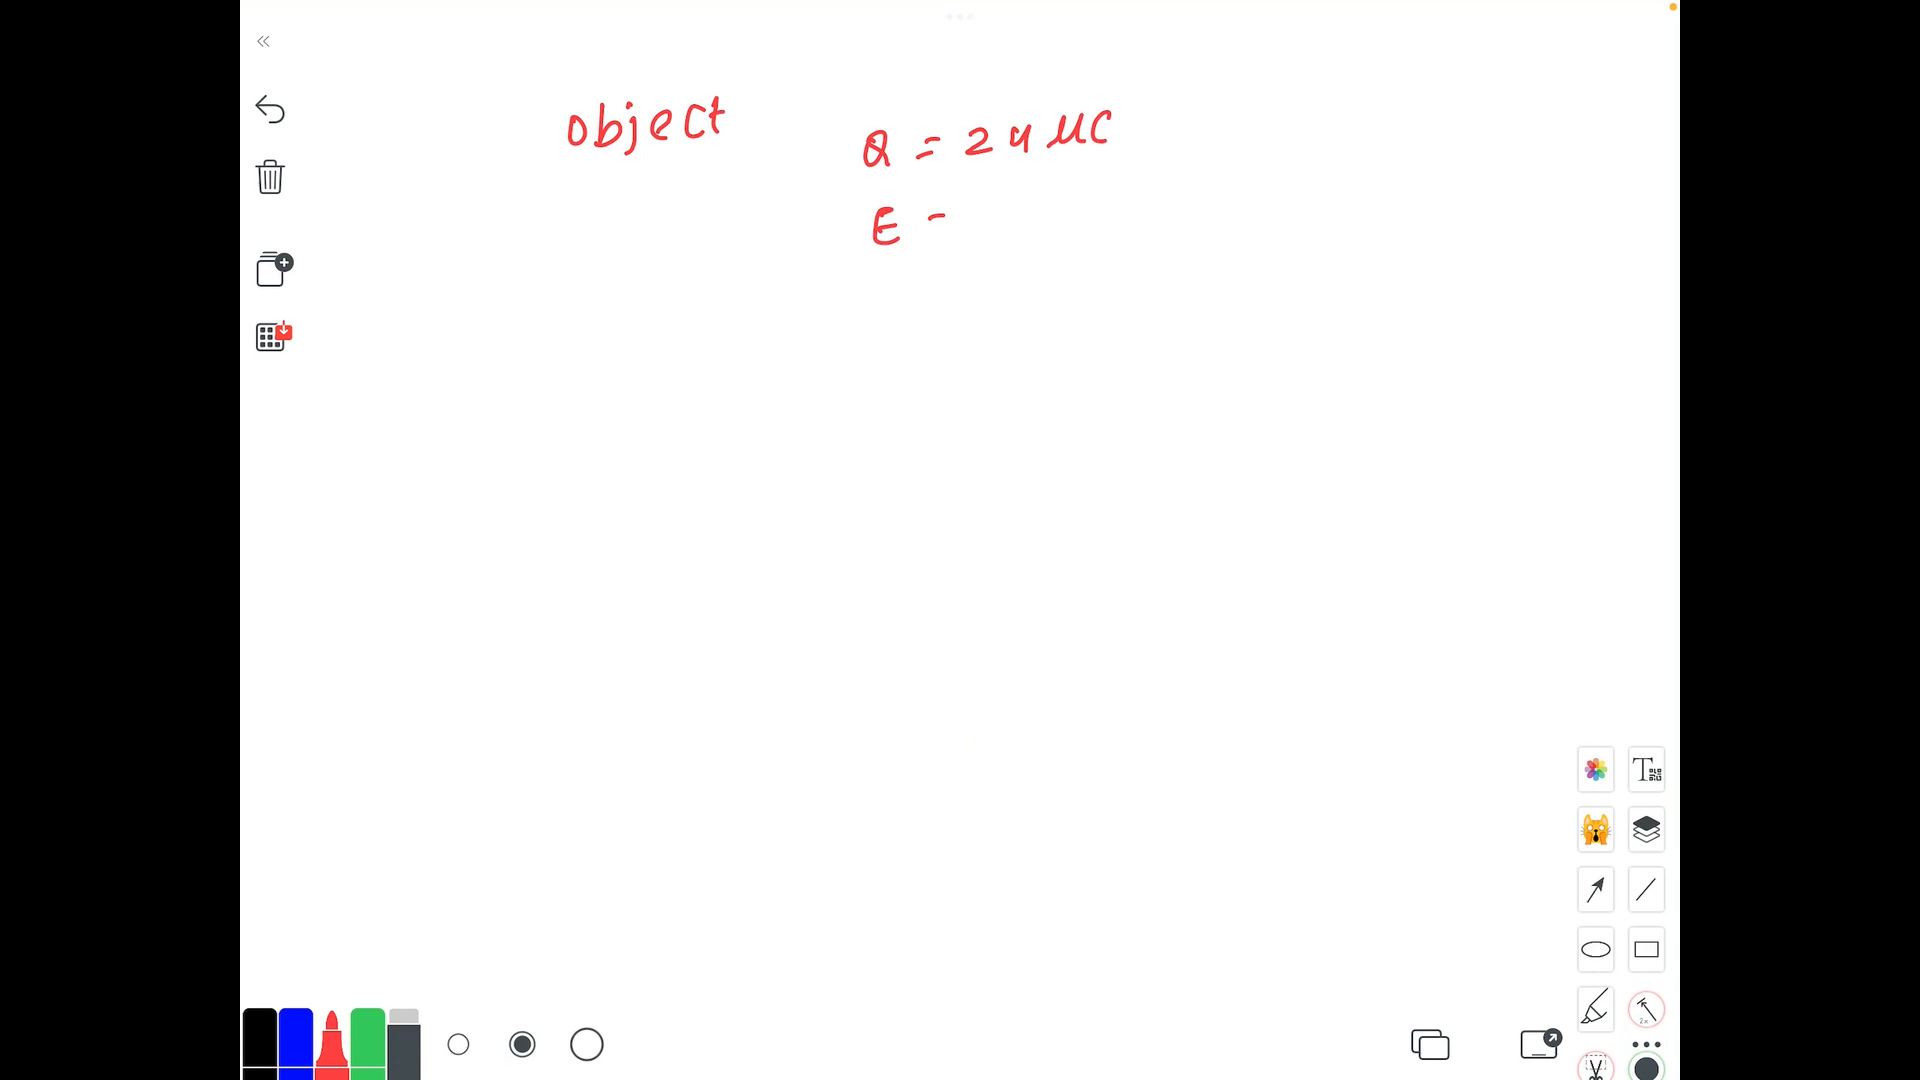 object
Q = 24 μC
E =